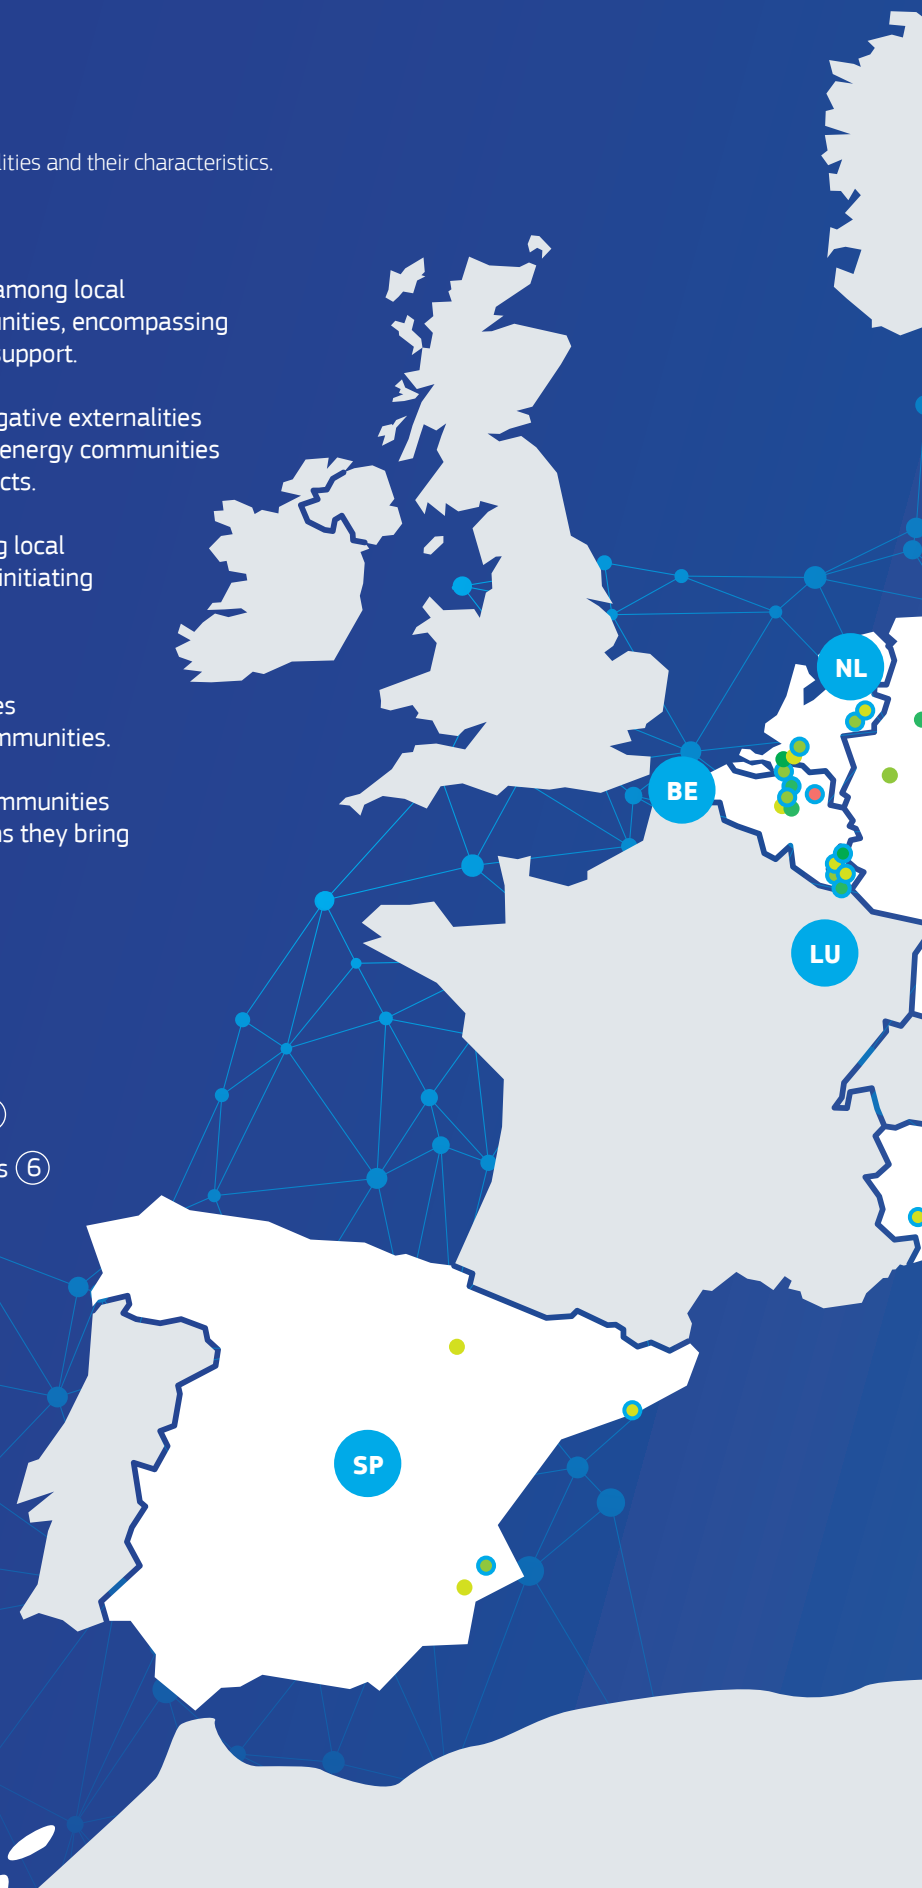 ities and their characteristics.
among local
nities, encompassing
support.
gative externalities
energy communities
cts.
g local
initiating
es
mmunities.
mmunities
s they bring
s 6
NL
BE
LU
SP